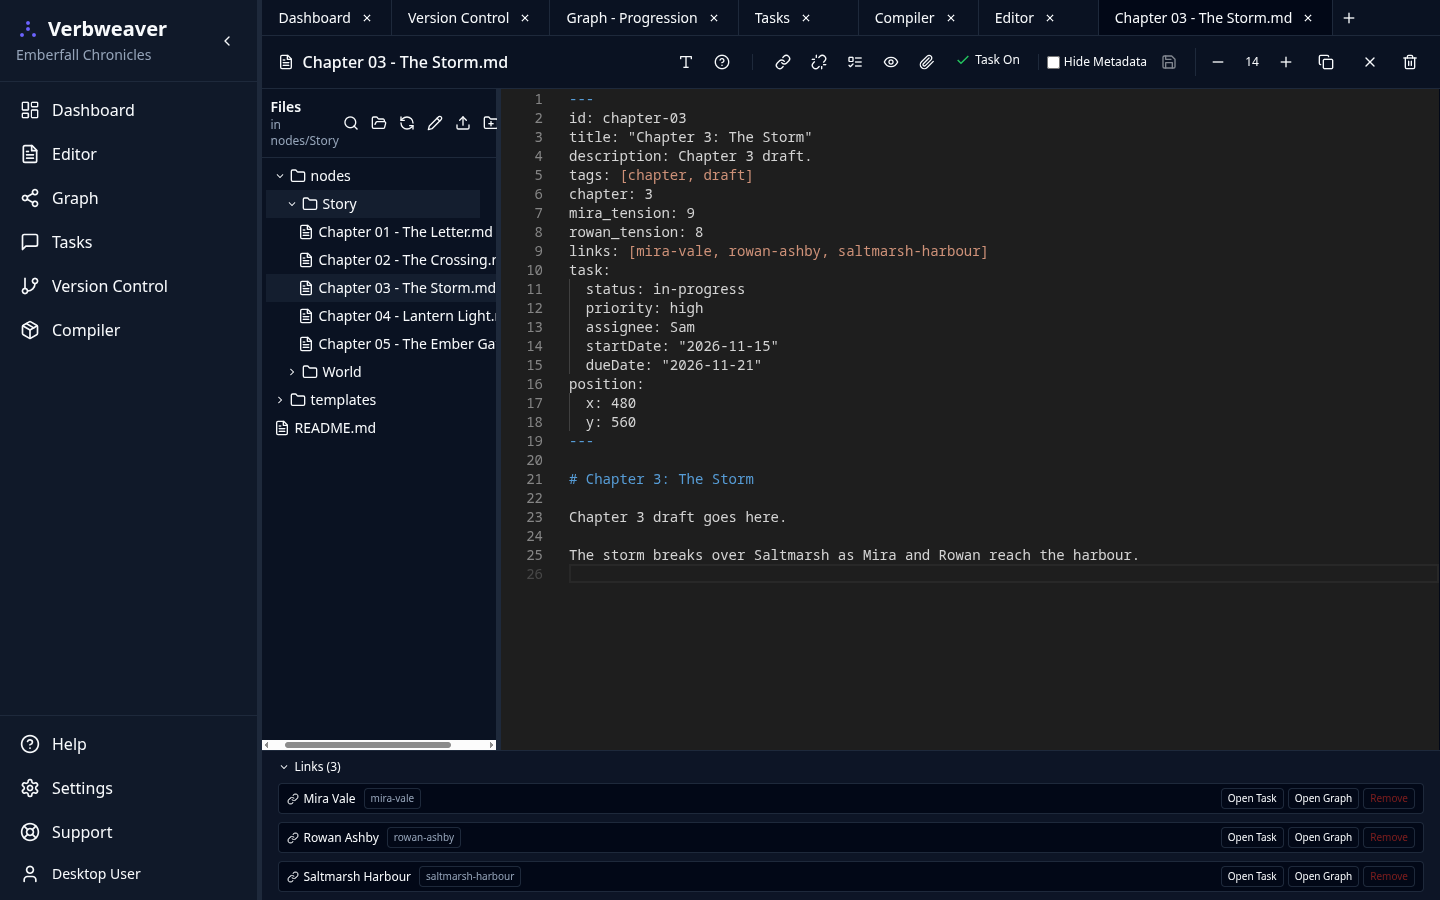 Verbweaver
Emberfall Chronicles
Dashboard
Editor
Graph
Tasks
Version Control
Compiler
Help
Settings
Support
Desktop User
Dashboard
Version Control
Graph - Progression
Tasks
Compiler
Editor
Chapter 03 - The Storm.md
Chapter 03 - The Storm.md
Task On
Hide Metadata
14
Files
in
nodes/Story
nodes
Story
Chapter 01 - The Letter.md
Chapter 02 - The Crossing.
Chapter 03 - The Storm.md
Chapter 04 - Lantern Light.
Chapter 05 - The Ember Ga
World
templates
README.md
1 ---
2 id: chapter-03
3 title: "Chapter 3: The Storm"
4 description: Chapter 3 draft.
5 tags: [chapter, draft]
6 chapter: 3
7 mira_tension: 9
8 rowan_tension: 8
9 links: [mira-vale, rowan-ashby, saltmarsh-harbour]
10 task:
11 status: in-progress
12 priority: high
13 assignee: Sam
14 startDate: "2026-11-15"
15 dueDate: "2026-11-21"
16 position:
17 x: 480
18 y: 560
19 ---
20
21 # Chapter 3: The Storm
22
23 Chapter 3 draft goes here.
24
25 The storm breaks over Saltmarsh as Mira and Rowan reach the harbour.
26
Links (3)
Mira Vale mira-vale Open Task Open Graph Remove
Rowan Ashby rowan-ashby Open Task Open Graph Remove
Saltmarsh Harbour saltmarsh-harbour Open Task Open Graph Remove